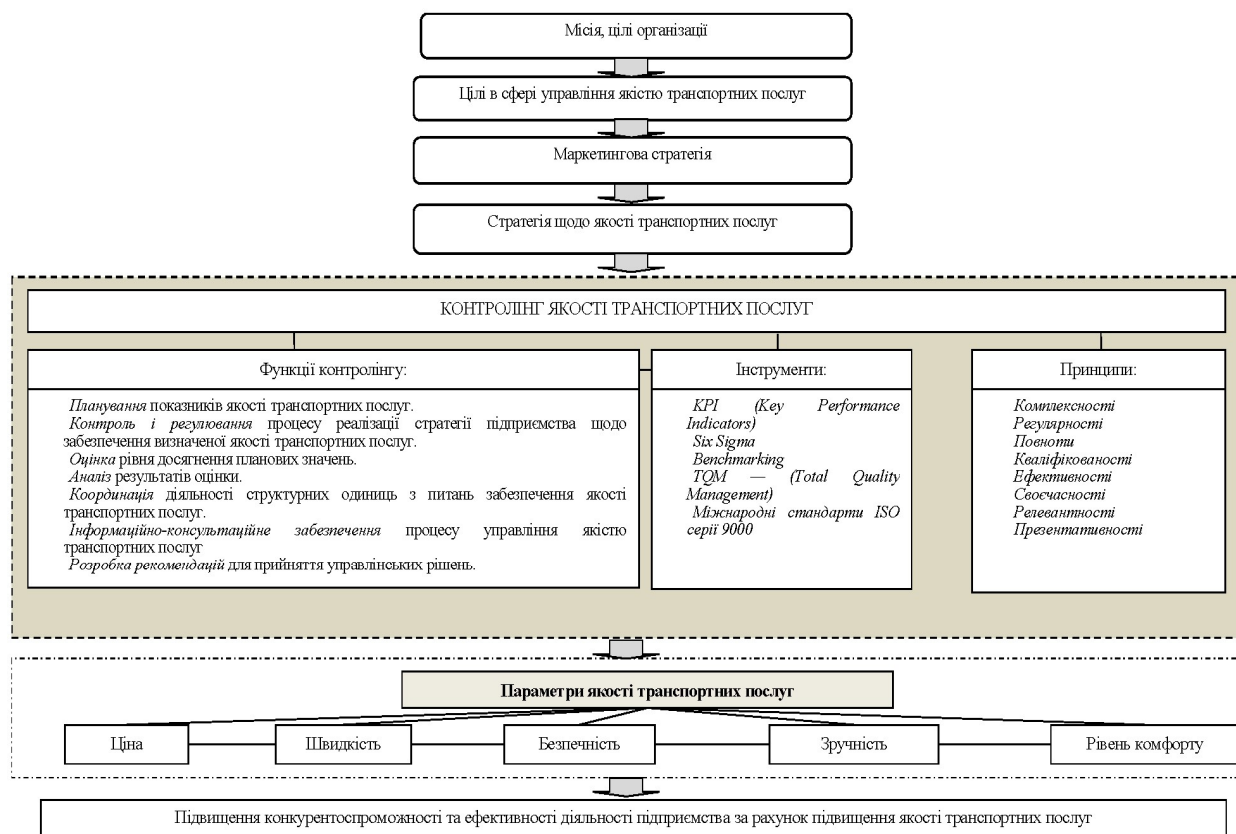 Місія, цілі організації
Цілі в сфері управління якістю транспортних послуг
Маркетингова стратегія
Стратегія щодо якості транспортних послуг
КОНТРОЛІНГ ЯКОСТІ ТРАНСПОРТНИХ ПОСЛУГ
Функції контролінгу:
Планування показників якості транспортних послуг.
Контроль і регулювання процесу реалізації стратегії підприємства щодо
забезпечення визначеної якості транспортних послуг.
Оцінка рівня досягнення планових значень.
Аналіз результатів оцінки.
Координація діяльності структурних одиниць з питань забезпечення якості
транспортних послуг.
Інформаційно-консультаційне забезпечення процесу управління якістю
транспортних послуг
Розробка рекомендацій для прийняття управлінських рішень.
Інструменти:
KPI (Key Performance
Indicators)
Six Sigma
Benchmarking
TQM — (Total Quality
Management)
Міжнародні стандарти ISO
серії 9000
Принципи:
Комплексності
Регулярності
Повноти
Кваліфікованості
Ефективності
Своєчасності
Релевантності
Презентативності
Параметри якості транспортних послуг
Ціна
Швидкість
Безпечність
Зручність
Рівень комфорту
Підвищення конкурентоспроможності та ефективності діяльності підприємства за рахунок підвищення якості транспортних послуг